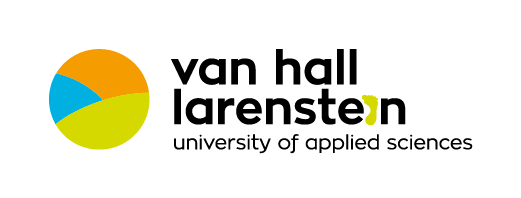 van hall
larenstein
university of applied sciences